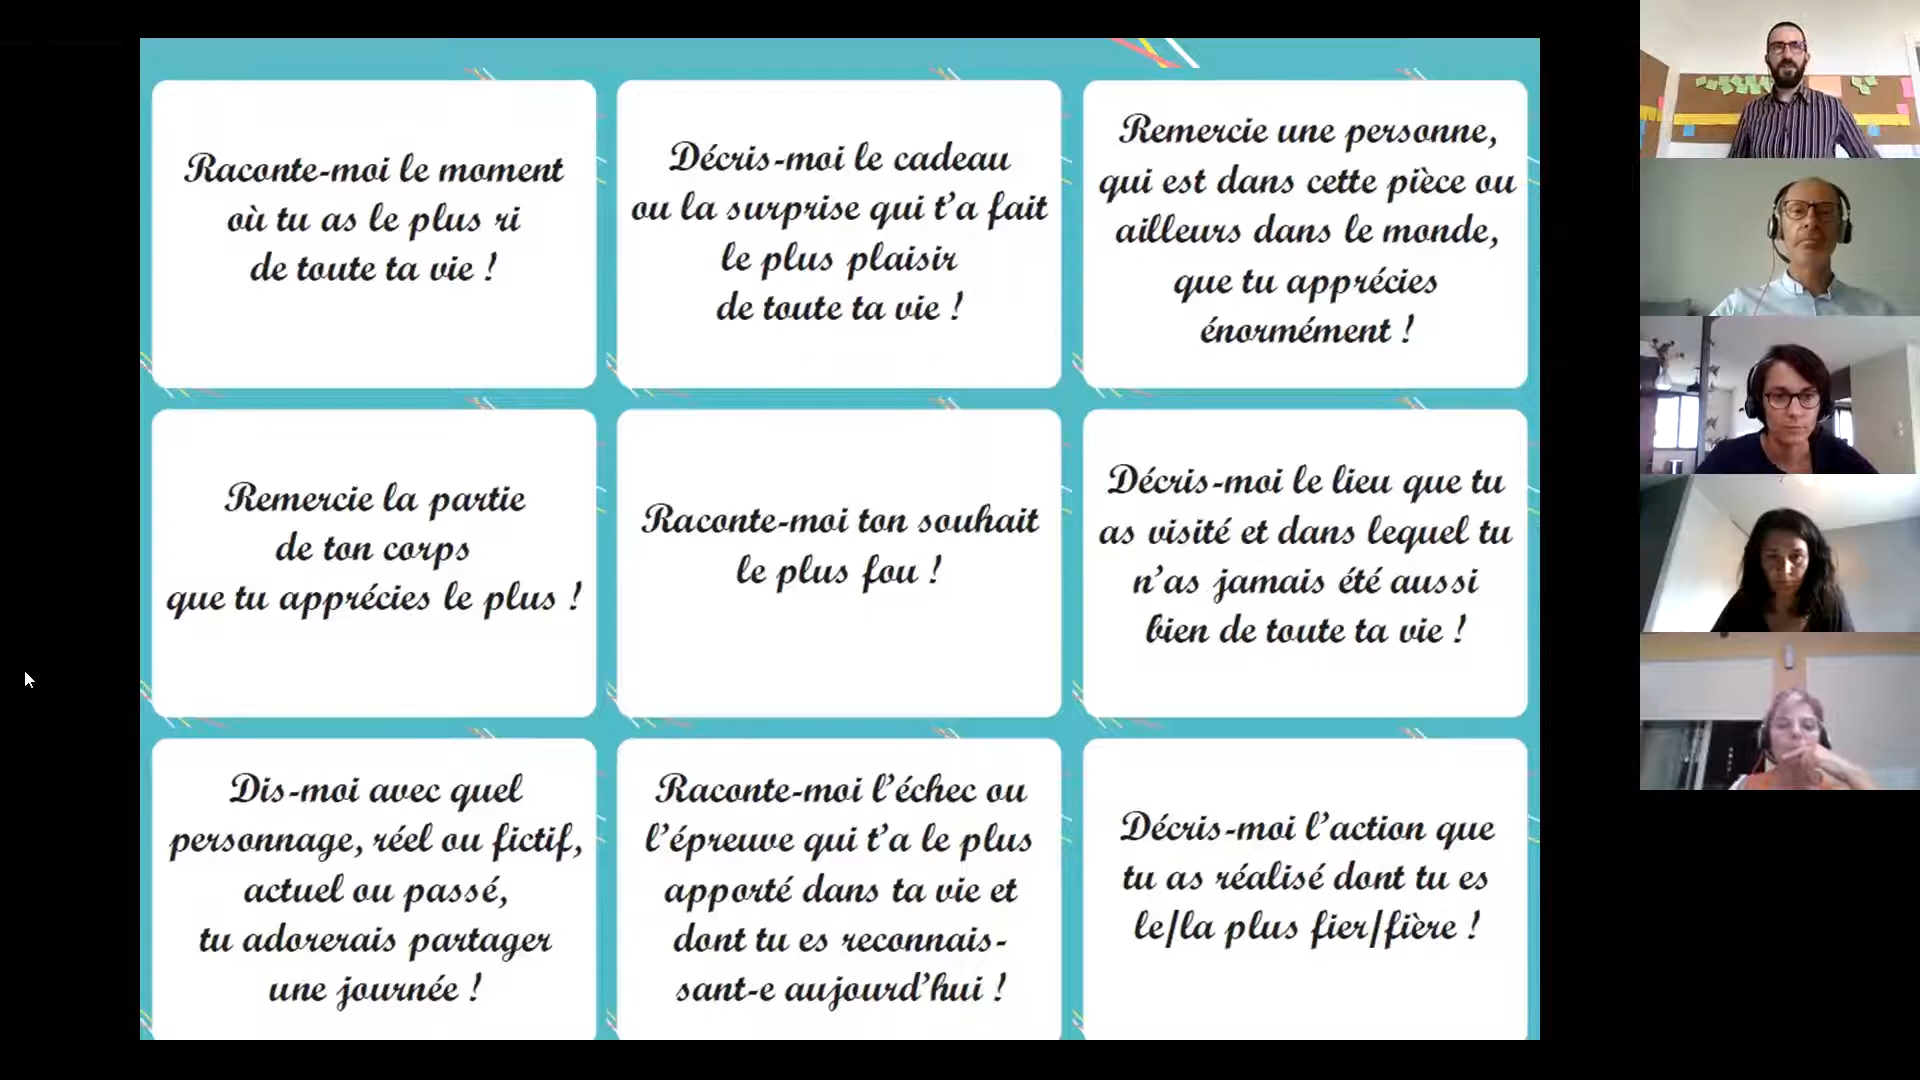 Raconte-moi le moment
où tu as le plus ri
de toute ta vie !
Décris-moi le cadeau
ou la surprise qui t'a fait
le plus plaisir
de toute ta vie !
Remercie une personne,
qui est dans cette pièce ou
ailleurs dans le monde,
que tu apprécies
énormément !
Remercie la partie
de ton corps
que tu apprécies le plus !
Raconte-moi ton souhait
le plus fou !
Décris-moi le lieu que tu
as visité et dans lequel tu
n'as jamais été aussi
bien de toute ta vie !
Dis-moi avec quel
personnage, réel ou fictif,
actuel ou passé,
tu adorerais partager
une journée !
Raconte-moi l'échec ou
l'épreuve qui t'a le plus
apporté dans ta vie et
dont tu es reconnais-
sant-e aujourd'hui !
Décris-moi l'action que
tu as réalisé dont tu es
le/la plus fier/fière !